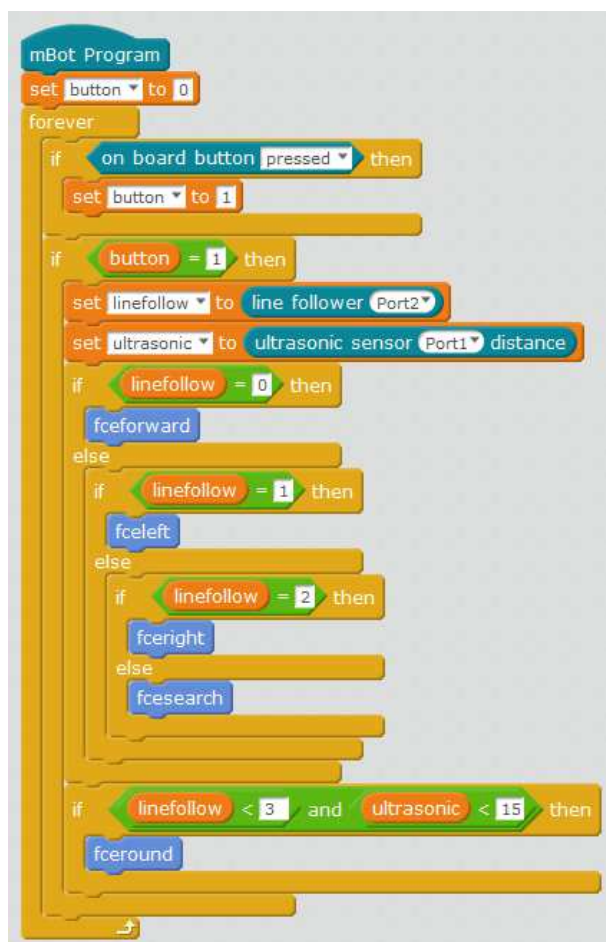 mBot Program
set button to 0
forever
if on board button pressed then
set button to 1
if button = 1 then
set linefollow to line follower Port2
set ultrasonic to ultrasonic sensor Port1 distance
if linefollow = 0 then
fceforward
else
if linefollow = 1 then
fceleft
else
if linefollow = 2 then
fceright
else
fcesearch
if linefollow < 3 and ultrasonic < 15 then
fceround